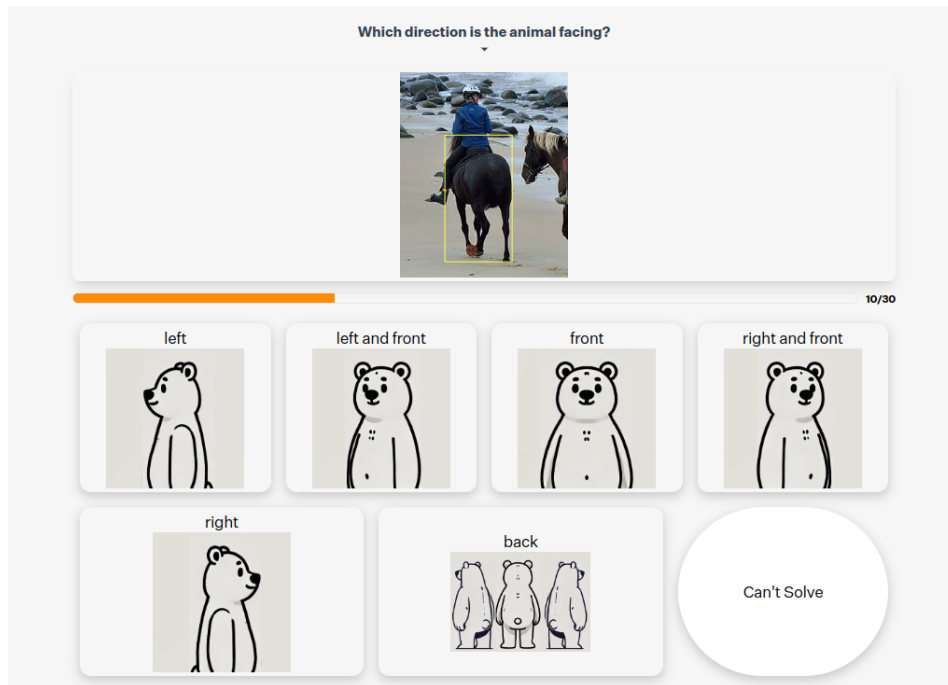 Which direction is the animal facing?
10/30
left
left and front
front
right and front
right
back
Can't Solve